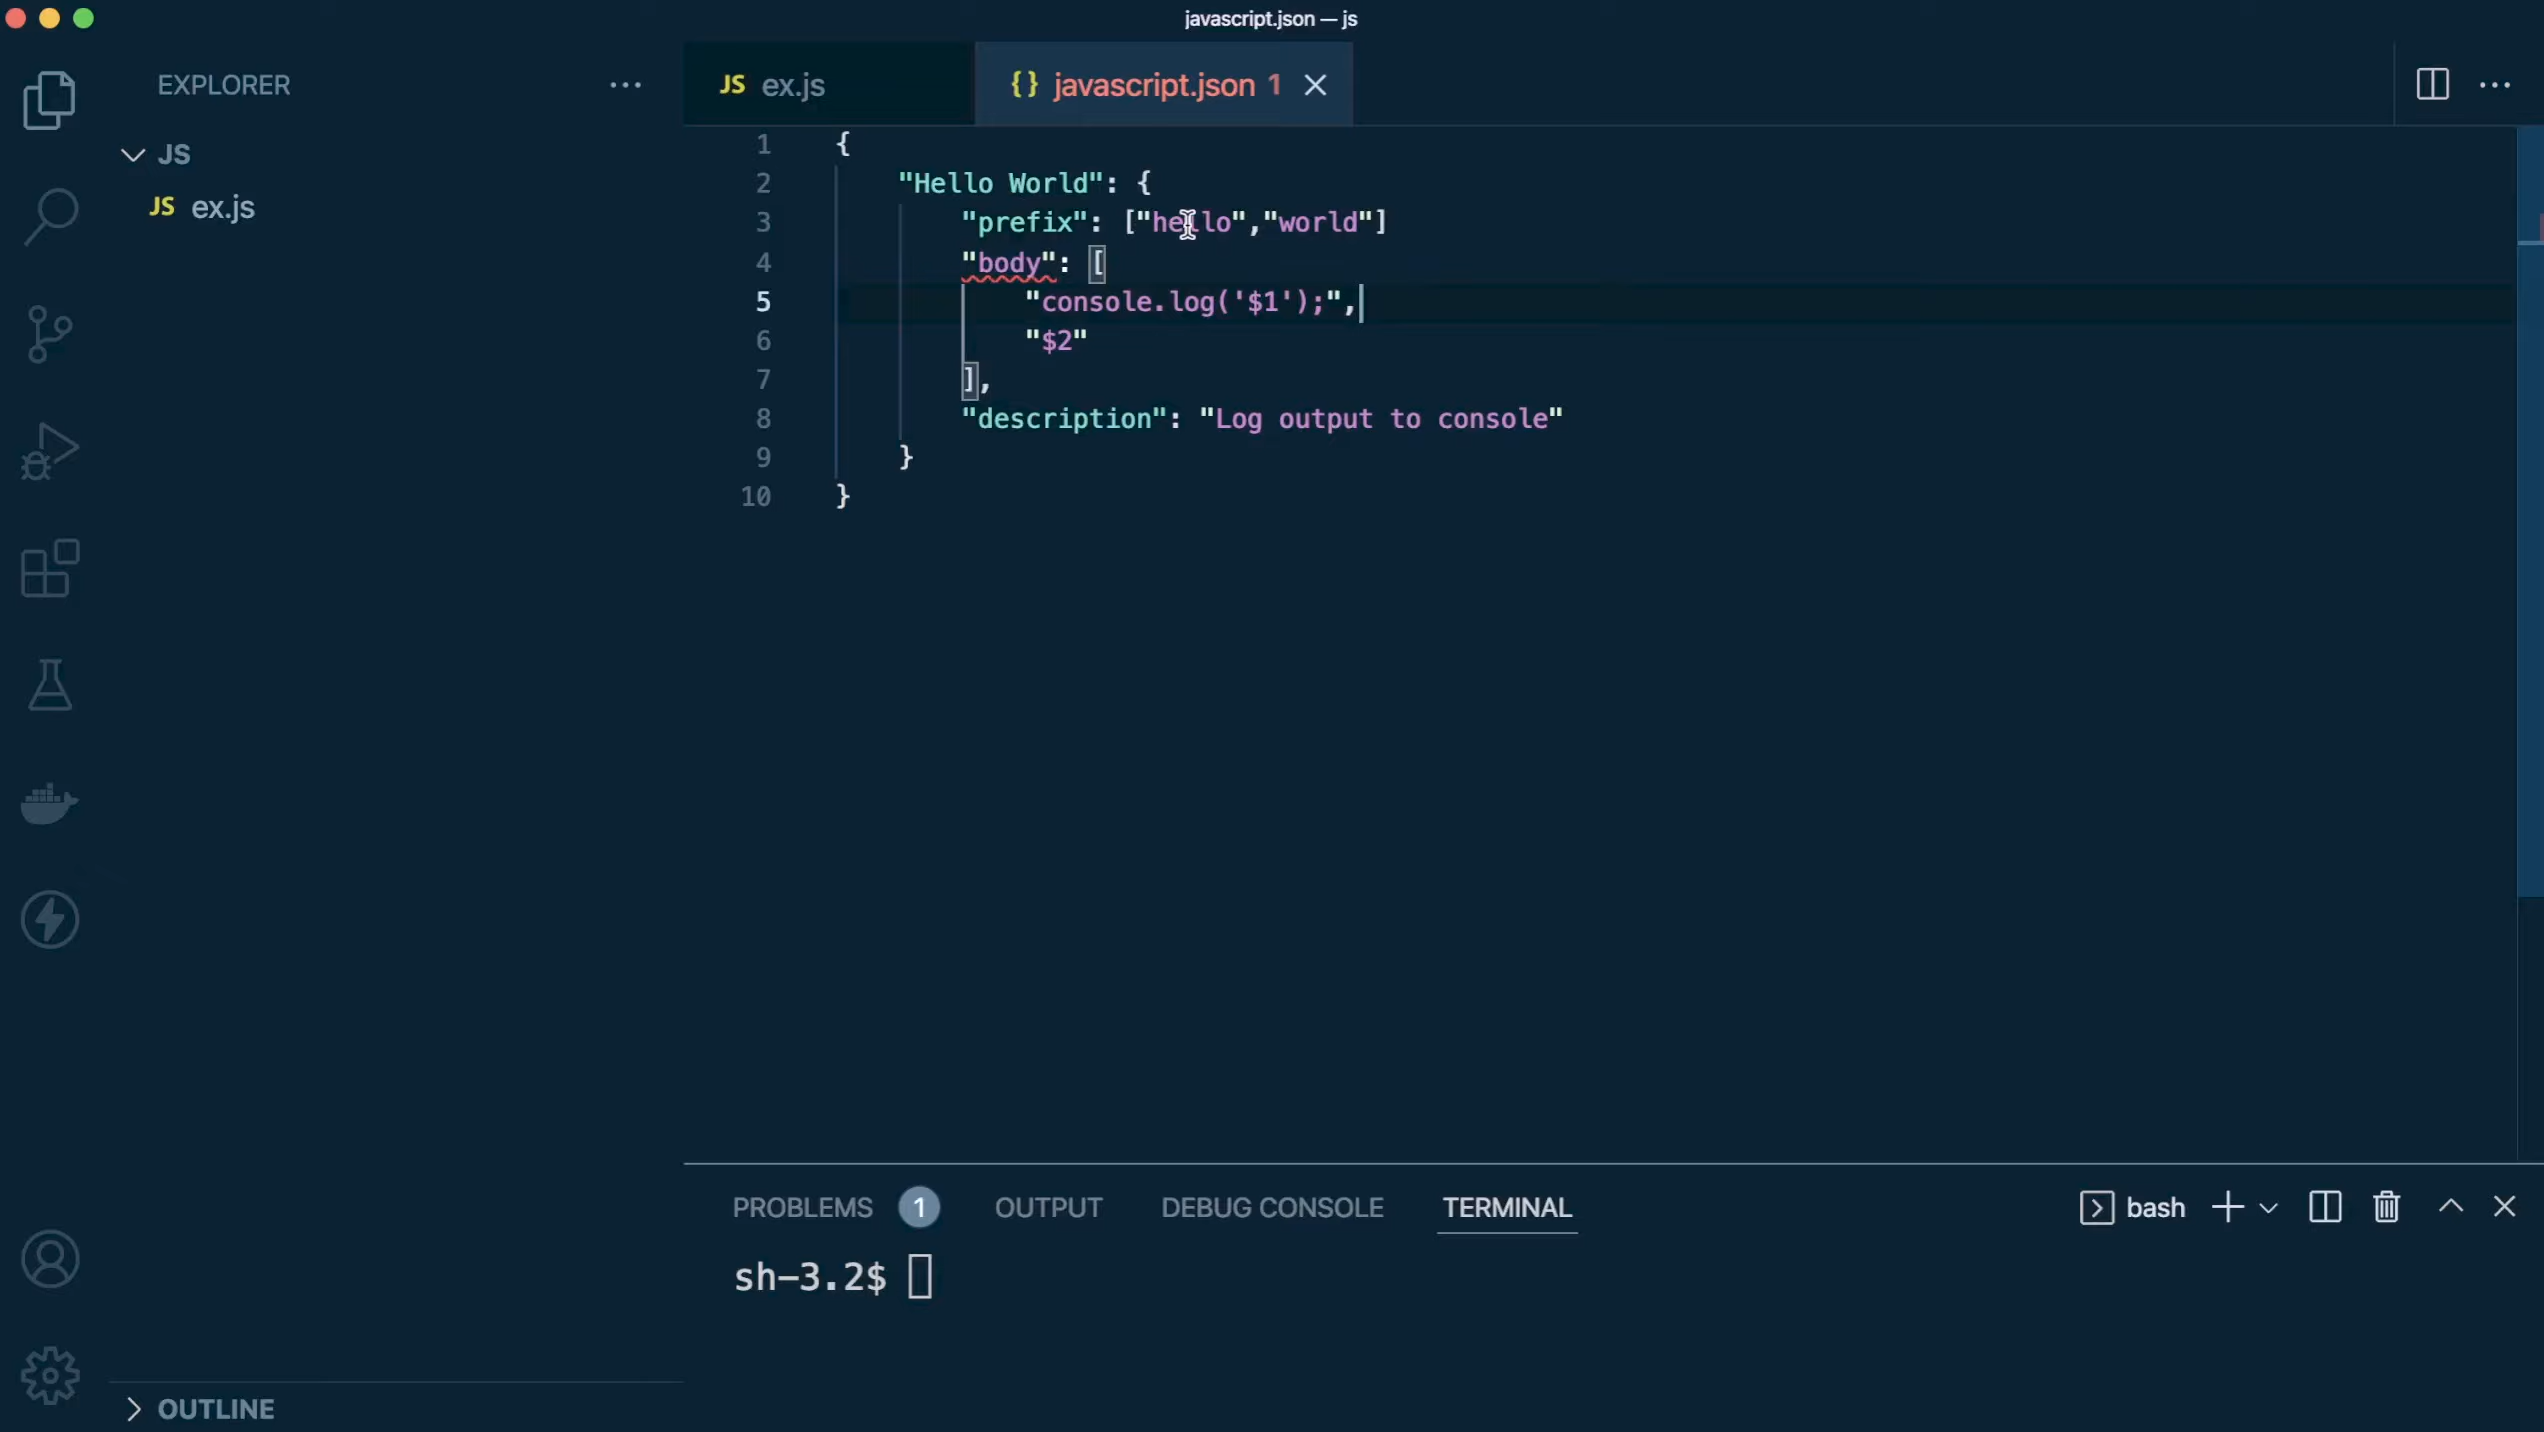 javascript.json — js
EXPLORER
JS ex.js
{} javascript.json 1
JS
JS ex.js
1 {
2 "Hello World": {
3 "prefix": ["hello","world"]
4 "body": [
5 "console.log('$1');",
6 "$2"
7 ],
8 "description": "Log output to console"
9 }
10 }
PROBLEMS 1 OUTPUT DEBUG CONSOLE TERMINAL
bash
sh-3.2$
OUTLINE